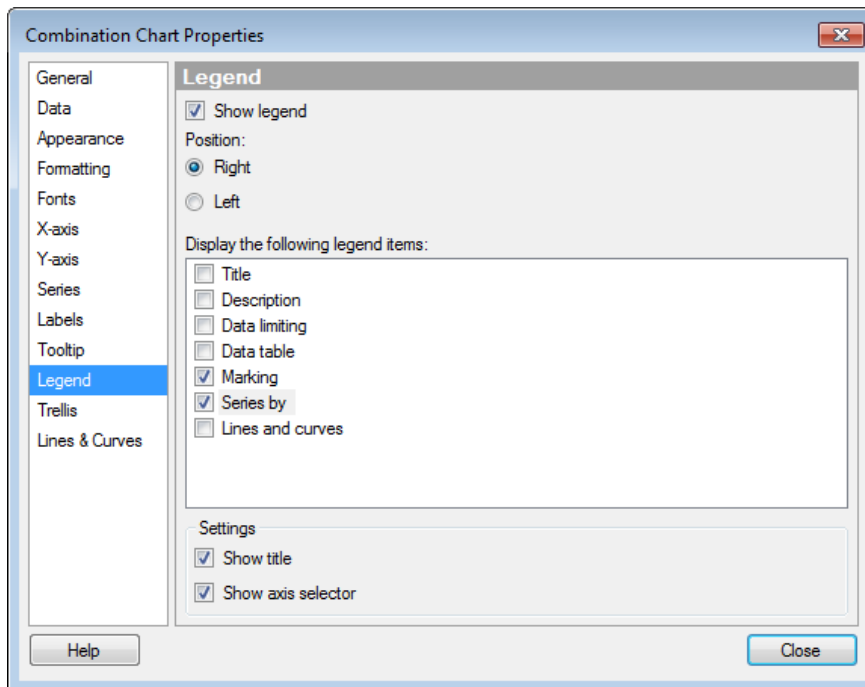 Combination Chart Properties
General
Data
Appearance
Formatting
Fonts
X-axis
Y-axis
Series
Labels
Tooltip
Legend
Trellis
Lines & Curves
Legend
Show legend
Position:
Right
Left
Display the following legend items:
Title
Description
Data limiting
Data table
Marking
Series by
Lines and curves
Settings
Show title
Show axis selector
Help
Close